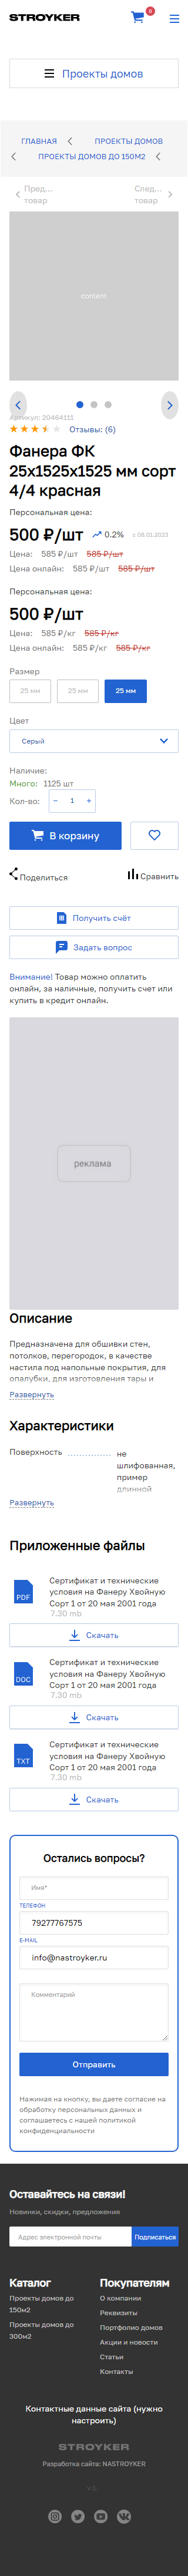 STROYKER
0
Проекты домов
ГЛАВНАЯ
ПРОЕКТЫ ДОМОВ
ПРОЕКТЫ ДОМОВ ДО 150М2
Пред... товар
След... товар
content
Артикул: 20464111
Отзывы: (6)
Фанера ФК
25х1525х1525 мм сорт
4/4 красная
Персональная цена:
500 ₽/шт 0.2% с 08.01.2023
Цена: 585 ₽/шт 585 ₽/шт
Цена онлайн: 585 ₽/шт 585 ₽/шт
Персональная цена:
500 ₽/шт
Цена: 585 ₽/кг 585 ₽/кг
Цена онлайн: 585 ₽/кг 585 ₽/кг
Размер
25 мм 25 мм 25 мм
Цвет
Серый
Наличие:
Много: 1125 шт
Кол-во: − 1 +
В корзину
Поделиться
Сравнить
Получить счёт
Задать вопрос
Внимание! Товар можно оплатить
онлайн, за наличные, получить счет или
купить в кредит онлайн.
реклама
Описание
Предназначена для обшивки стен,
потолков, перегородок, в качестве
настила под напольные покрытия, для
опалубки, для изготовления тары и
Развернуть
Характеристики
Поверхность
не
шлифованная,
пример
длинной
Развернуть
Приложенные файлы
PDF
Сертификат и технические
условия на Фанеру Хвойную
Сорт 1 от 20 мая 2001 года
7.30 mb
Скачать
DOC
Сертификат и технические
условия на Фанеру Хвойную
Сорт 1 от 20 мая 2001 года
7.30 mb
Скачать
TXT
Сертификат и технические
условия на Фанеру Хвойную
Сорт 1 от 20 мая 2001 года
7.30 mb
Скачать
Остались вопросы?
Имя*
ТЕЛЕФОН
79277767575
E-MAIL
info@nastroyker.ru
Комментарий
Отправить
Нажимая на кнопку, вы даете согласие на
обработку персональных данных и
соглашаетесь с нашей политикой
конфиденциальности
Оставайтесь на связи!
Новинки, скидки, предложения
Адрес электронной почты
Подписаться
Каталог
Проекты домов до
150м2
Проекты домов до
300м2
Покупателям
О компании
Реквизиты
Портфолио домов
Акции и новости
Статьи
Контакты
Контактные данные сайта (нужно
настроить)
STROYKER
Разработка сайта: NASTROYKER